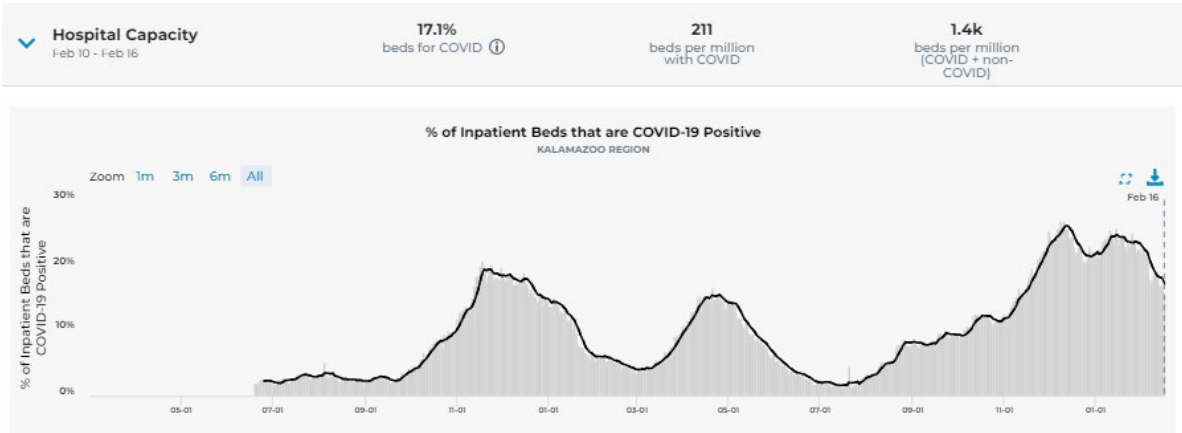 Hospital Capacity
Feb 10 - Feb 16
17.1%
beds for COVID ⓘ
211
beds per million
with COVID
1.4k
beds per million
(COVID + non-
COVID)
% of Inpatient Beds that are COVID-19 Positive
KALAMAZOO REGION
Zoom 1m 3m 6m All
Feb 16
% of Inpatient Beds that are
COVID-19 Positive
30%
20%
10%
0%
05-01 07-01 09-01 11-01 01-01 03-01 05-01 07-01 09-01 11-01 01-01